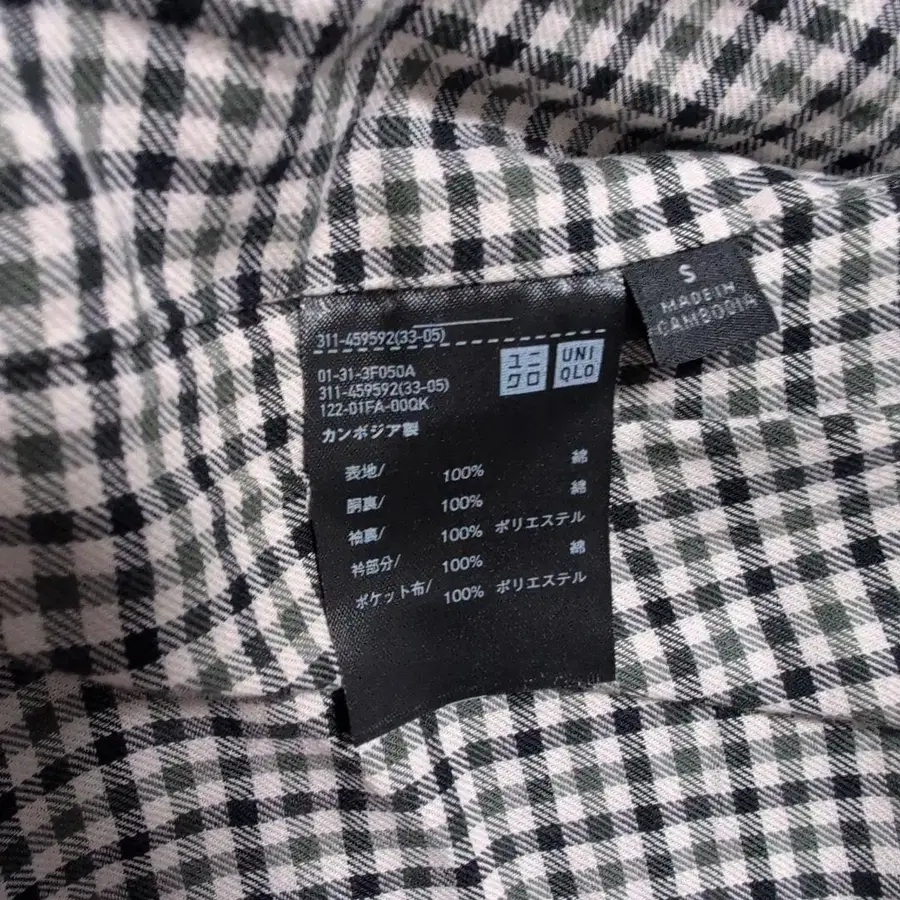 311-459592(33-05)
01-31-3F050A
311-459592(33-05)
122-01FA-00QK
カンボジア製
ユニ
クロ
UNI
QLO
表地/ 100% 綿
胴裏/ 100% 綿
袖裏/ 100% ポリエステル
衿部分/ 100% 綿
ポケット布/ 100% ポリエステル
S
MADE IN
CAMBODIA